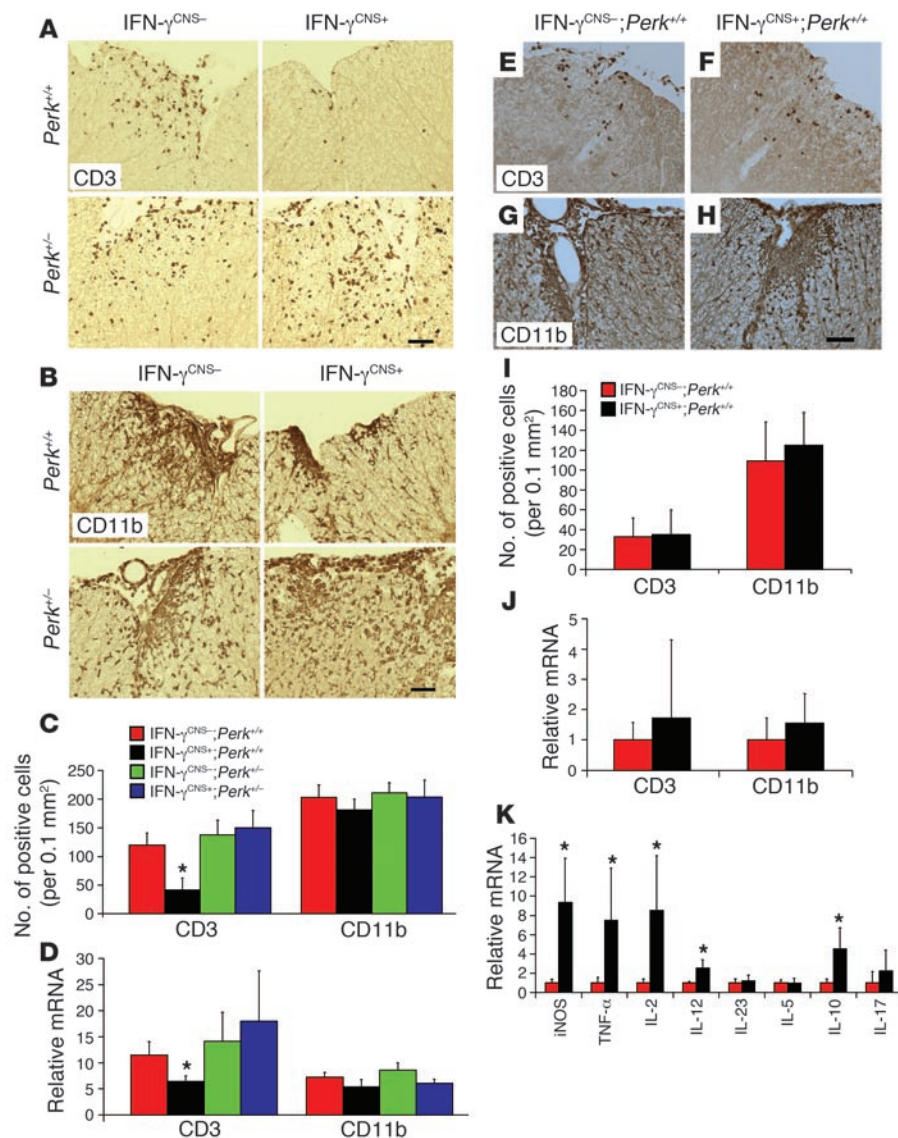 A
IFN-γCNS–
IFN-γCNS+
Perk+/+
CD3
Perk+/–
B
IFN-γCNS–
IFN-γCNS+
Perk+/+
CD11b
Perk+/–
C
IFN-γCNS–;Perk+/+
IFN-γCNS+;Perk+/+
IFN-γCNS–;Perk+/–
IFN-γCNS+;Perk+/–
No. of positive cells
(per 0.1 mm²)
250
200
150
100
50
0
*
CD3
CD11b
D
Relative mRNA
30
25
20
15
10
5
0
*
CD3
CD11b
IFN-γCNS–;Perk+/+
IFN-γCNS+;Perk+/+
E
F
CD3
G
H
CD11b
I
IFN-γCNS–;Perk+/+
IFN-γCNS+;Perk+/+
No. of positive cells
(per 0.1 mm²)
180
160
140
120
100
80
60
40
20
0
CD3
CD11b
J
Relative mRNA
5
4
3
2
1
0
CD3
CD11b
K
Relative mRNA
16
14
12
10
8
6
4
2
0
*
*
*
*
*
iNOS
TNF-α
IL-2
IL-12
IL-23
IL-5
IL-10
IL-17